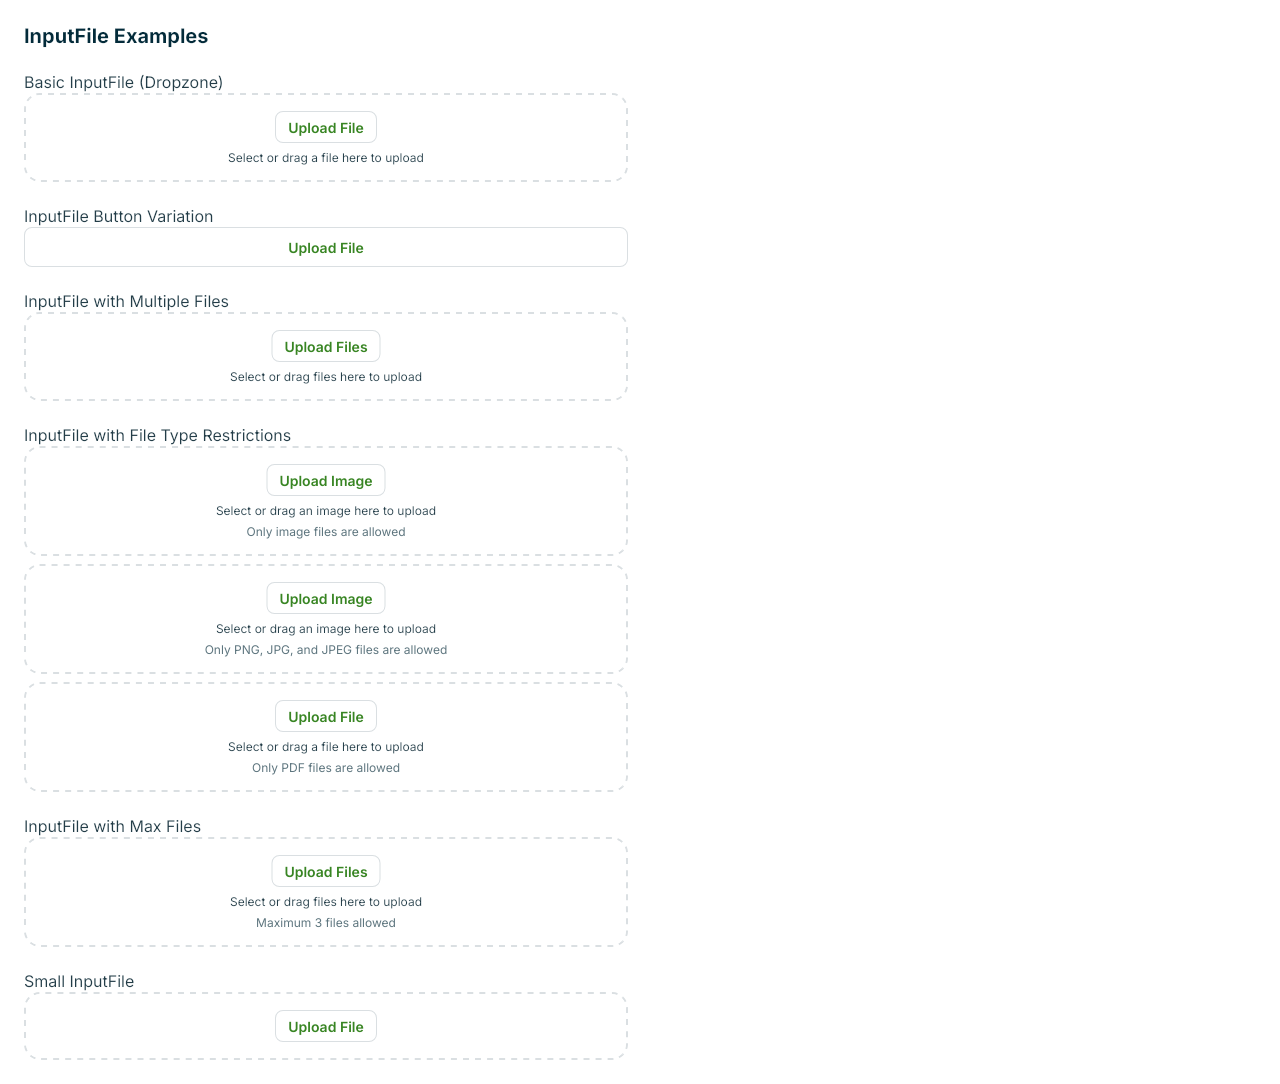 InputFile Examples
Basic InputFile (Dropzone)
Upload File
Select or drag a file here to upload
InputFile Button Variation
Upload File
InputFile with Multiple Files
Upload Files
Select or drag files here to upload
InputFile with File Type Restrictions
Upload Image
Select or drag an image here to upload
Only image files are allowed
Upload Image
Select or drag an image here to upload
Only PNG, JPG, and JPEG files are allowed
Upload File
Select or drag a file here to upload
Only PDF files are allowed
InputFile with Max Files
Upload Files
Select or drag files here to upload
Maximum 3 files allowed
Small InputFile
Upload File